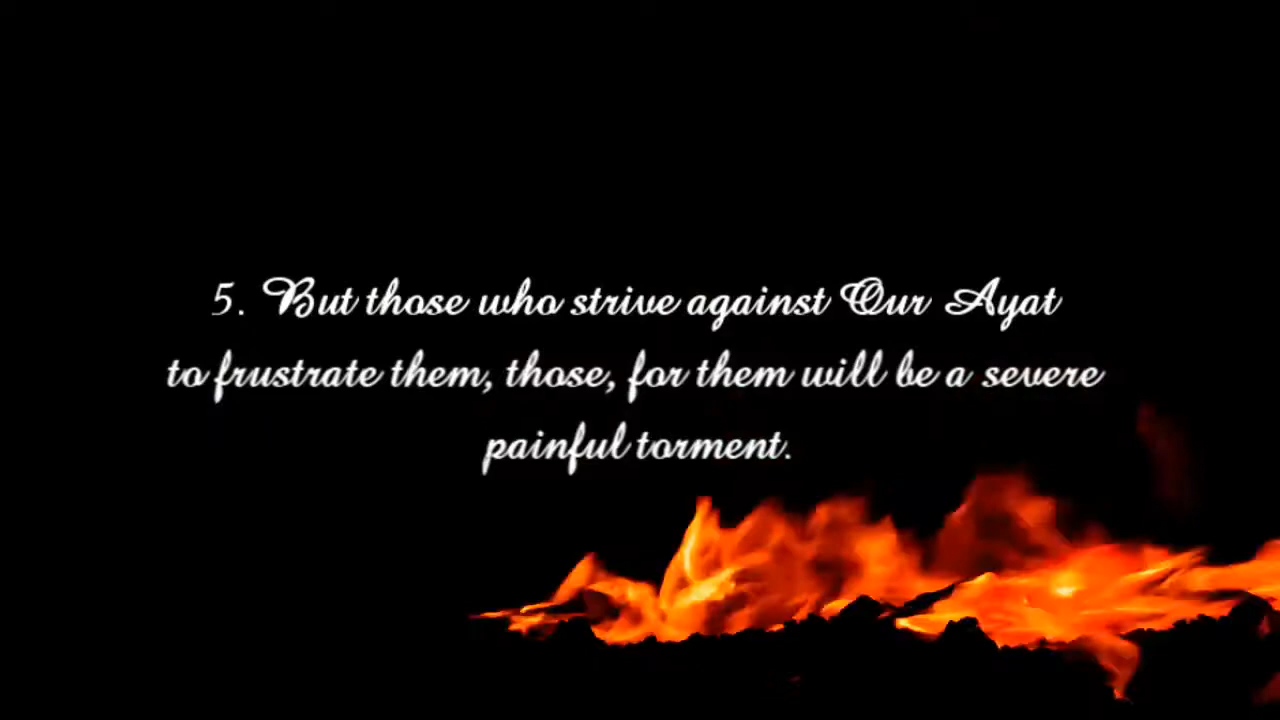 5. But those who strive against Our Ayat
to frustrate them, those, for them will be a severe
painful torment.